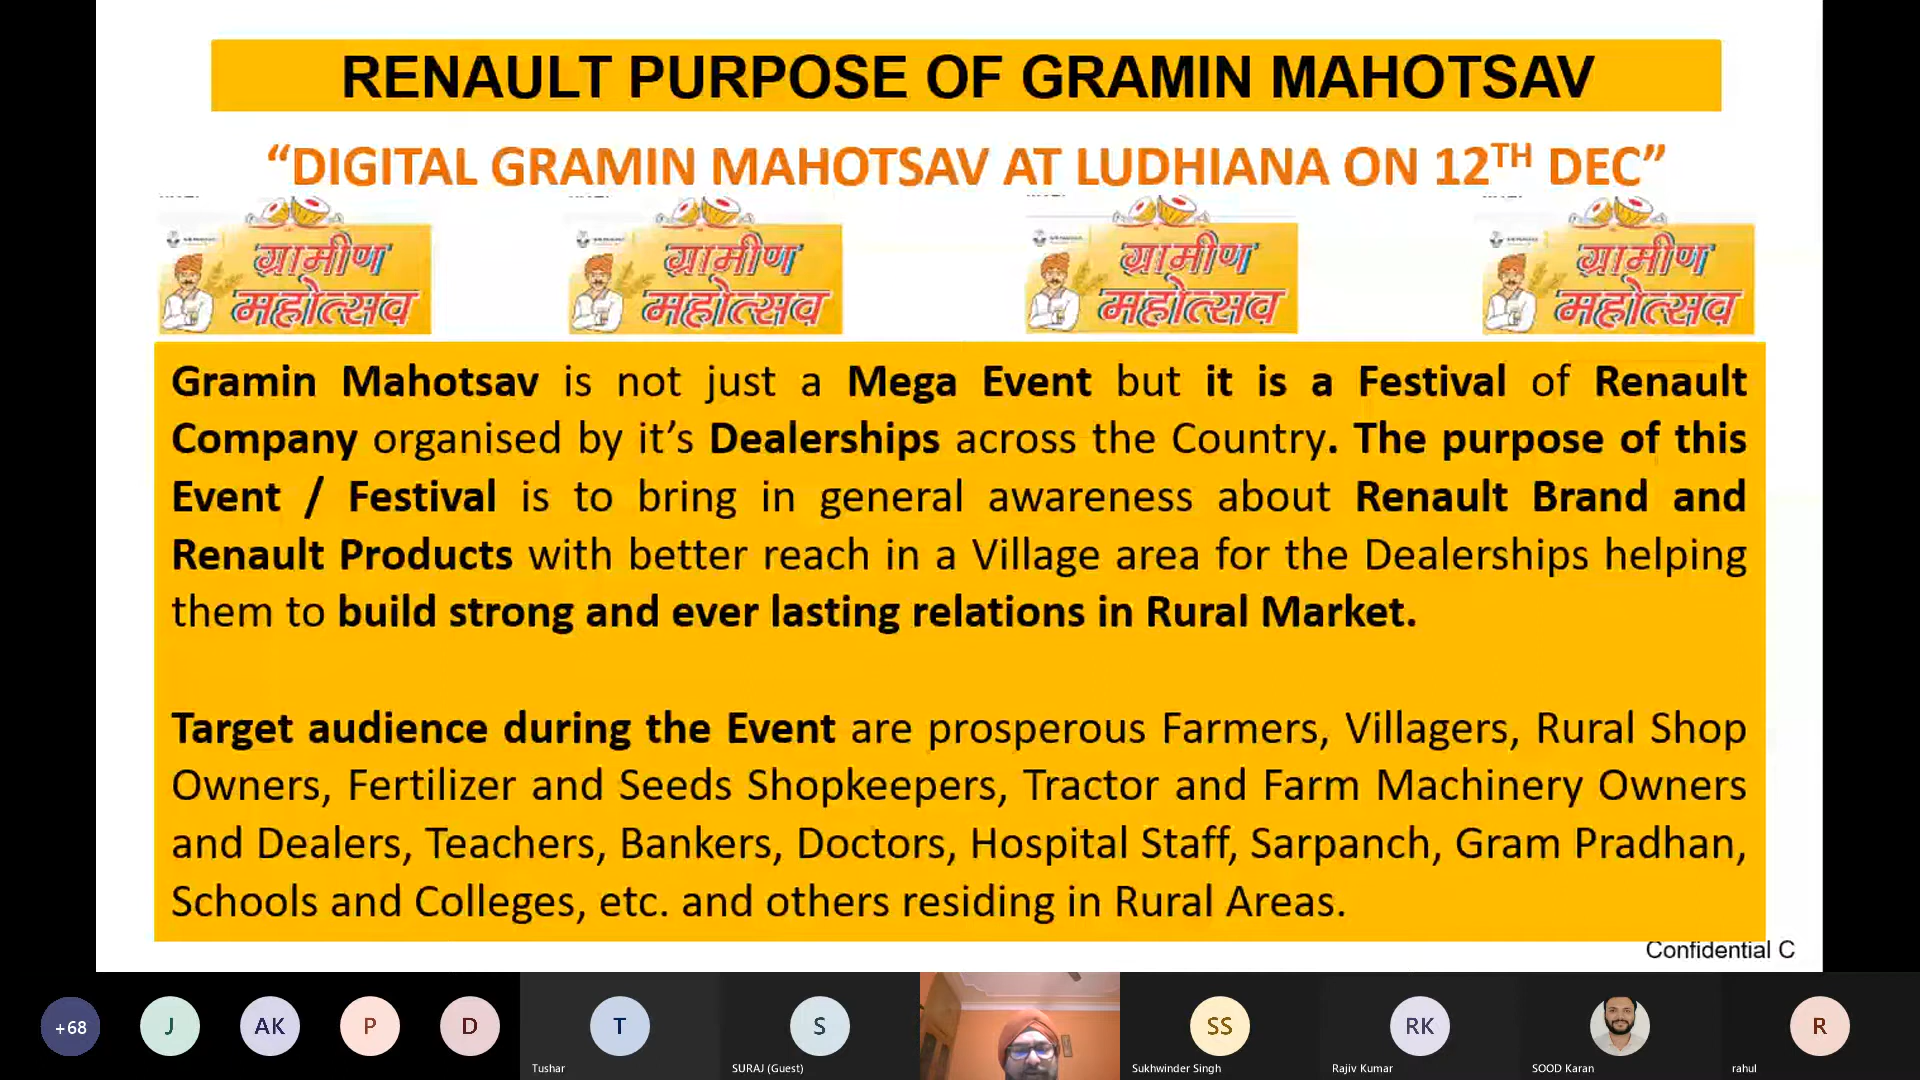 RENAULT PURPOSE OF GRAMIN MAHOTSAV
“DIGITAL GRAMIN MAHOTSAV AT LUDHIANA ON 12TH DEC”
ग्रामीण
महोत्सव
ग्रामीण
महोत्सव
ग्रामीण
महोत्सव
ग्रामीण
महोत्सव
Gramin Mahotsav is not just a Mega Event but it is a Festival of Renault
Company organised by it’s Dealerships across the Country. The purpose of this
Event / Festival is to bring in general awareness about Renault Brand and
Renault Products with better reach in a Village area for the Dealerships helping
them to build strong and ever lasting relations in Rural Market.
Target audience during the Event are prosperous Farmers, Villagers, Rural Shop
Owners, Fertilizer and Seeds Shopkeepers, Tractor and Farm Machinery Owners
and Dealers, Teachers, Bankers, Doctors, Hospital Staff, Sarpanch, Gram Pradhan,
Schools and Colleges, etc. and others residing in Rural Areas.
Confidential C
+68 J AK P D T S SS RK R
Tushar SURAJ (Guest) Sukhwinder Singh Rajiv Kumar SOOD Karan rahul